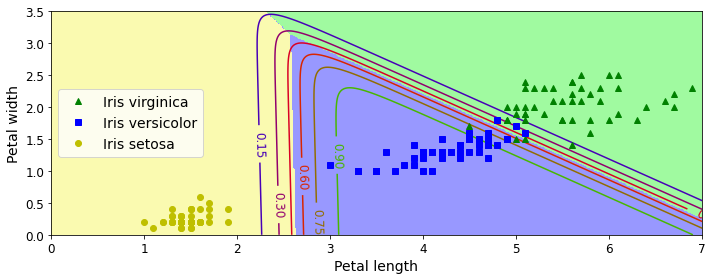 3.5
3.0
2.5
2.0
1.5
1.0
0.5
0.0
Petal width
Iris virginica
Iris versicolor
Iris setosa
0.15
0.30
0.60
0.75
0.90
0 1 2 3 4 5 6 7
Petal length